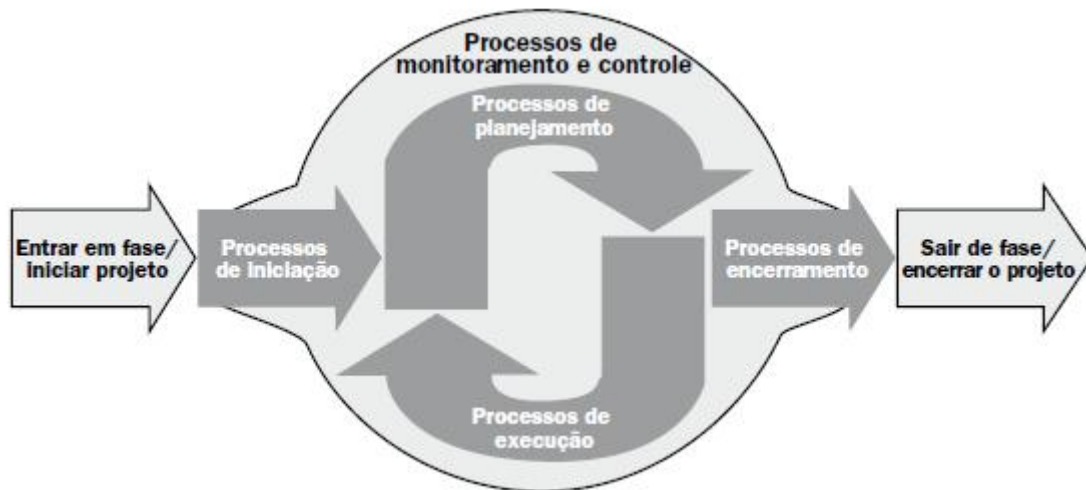 Processos de
monitoramento e controle
Processos de
planejamento
Entrar em fase/
iniciar projeto
Processos
de iniciação
Processos de
encerramento
Sair de fase/
encerrar o projeto
Processos de
execução